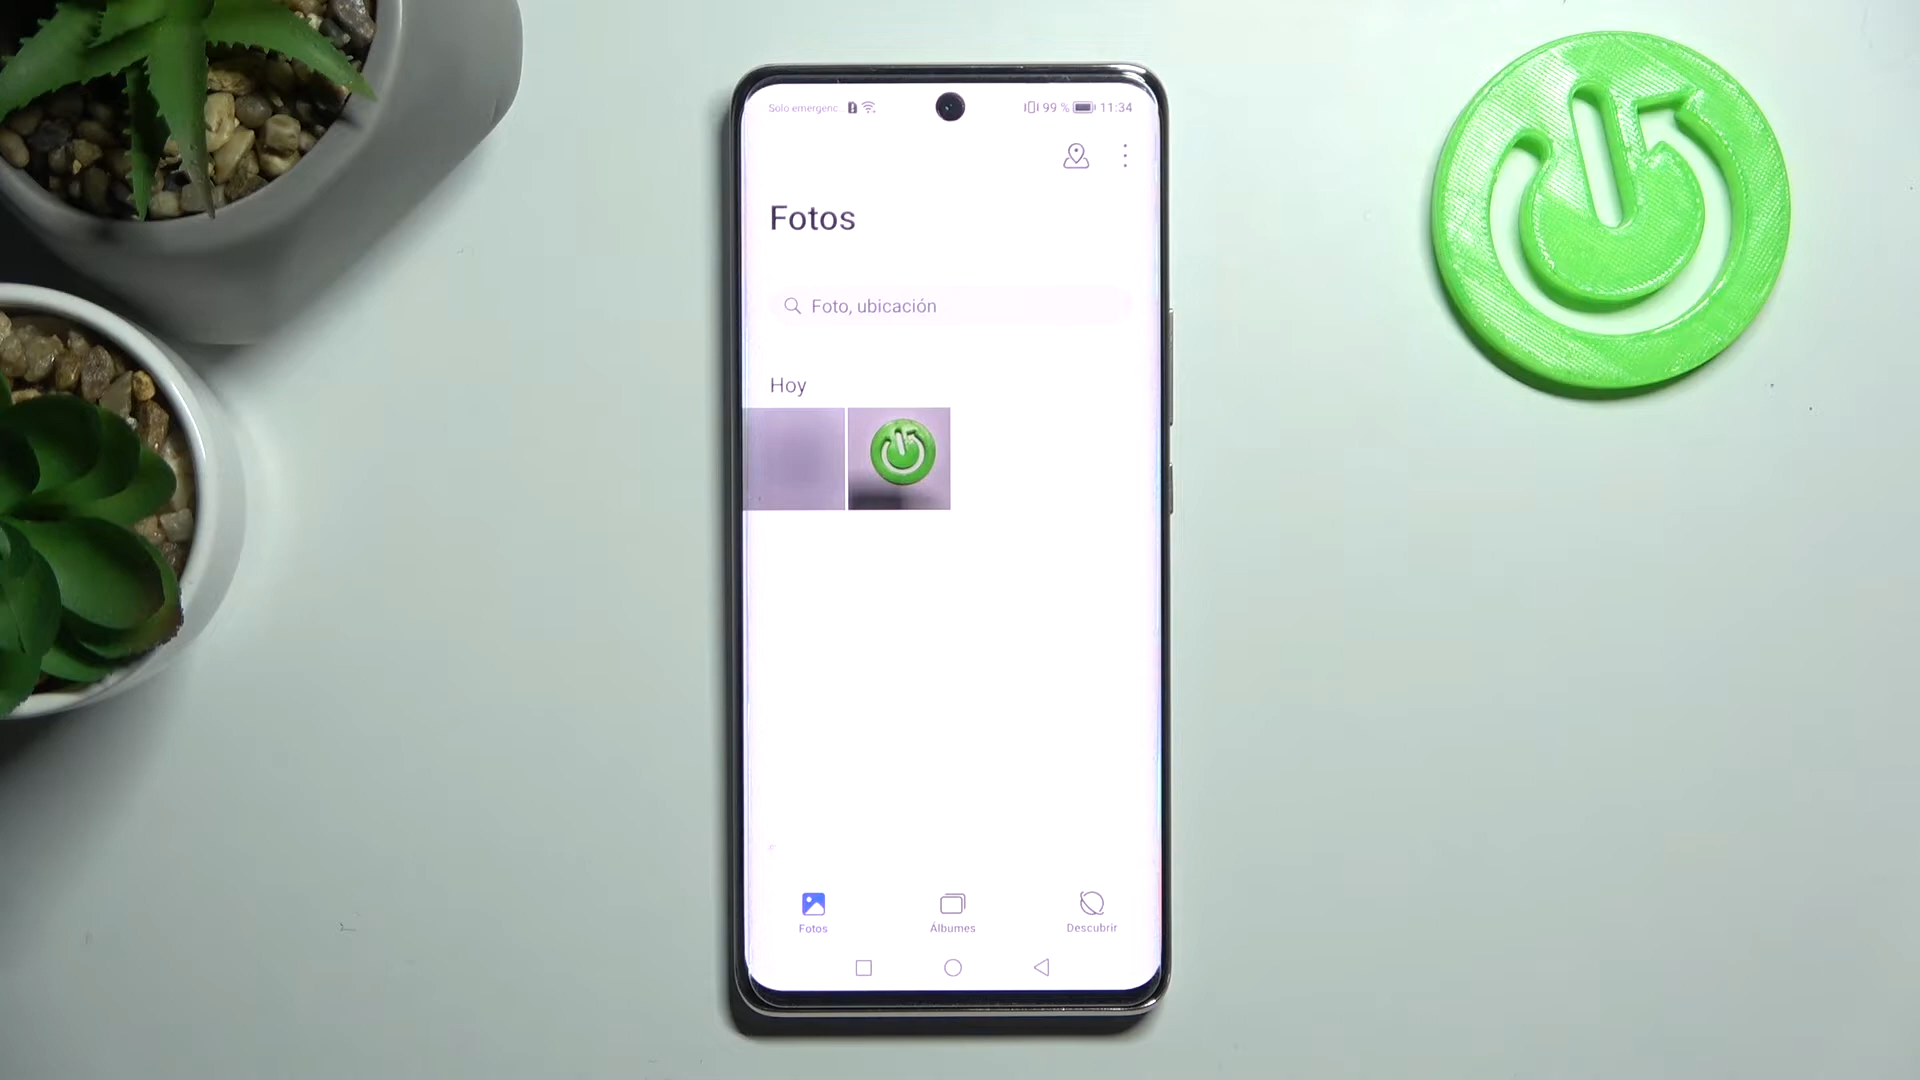 Solo emergenc
99 %
11:34
Fotos
Foto, ubicación
Hoy
Fotos
Álbumes
Descubrir